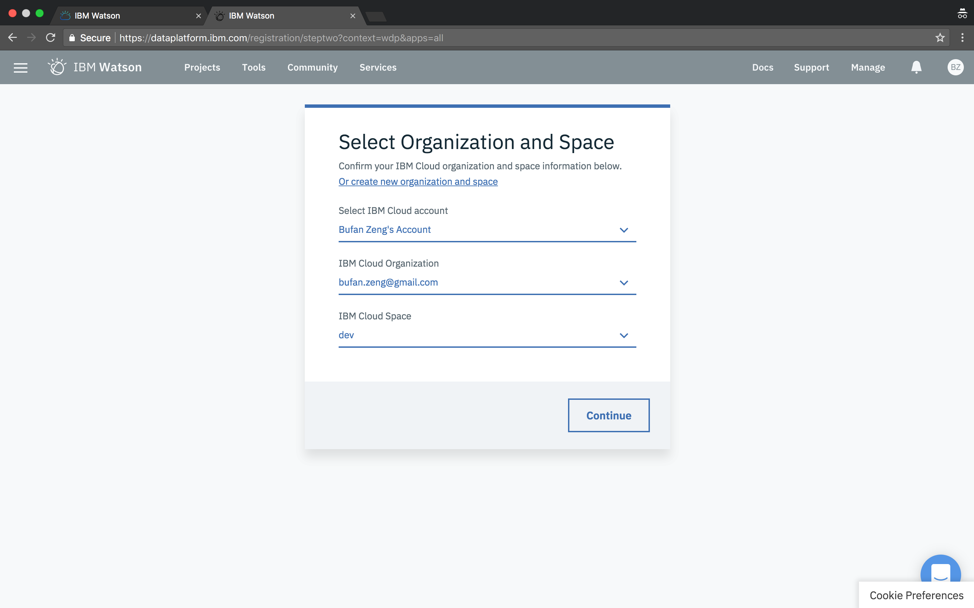 IBM Watson
IBM Watson
Secure https://dataplatform.ibm.com/registration/steptwo?context=wdp&apps=all
IBM Watson Projects Tools Community Services Docs Support Manage BZ
Select Organization and Space
Confirm your IBM Cloud organization and space information below.
Or create new organization and space
Select IBM Cloud account
Bufan Zeng's Account
IBM Cloud Organization
bufan.zeng@gmail.com
IBM Cloud Space
dev
Continue
Cookie Preferences